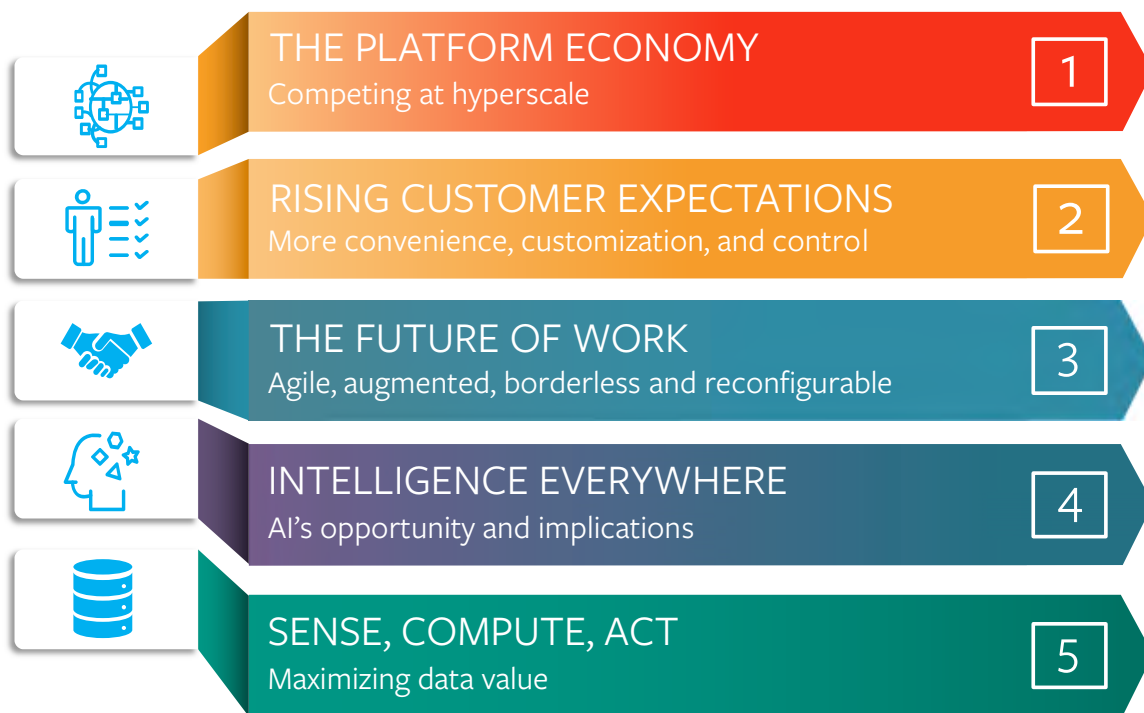 THE PLATFORM ECONOMY
Competing at hyperscale
1
RISING CUSTOMER EXPECTATIONS
More convenience, customization, and control
2
THE FUTURE OF WORK
Agile, augmented, borderless and reconfigurable
3
INTELLIGENCE EVERYWHERE
AI’s opportunity and implications
4
SENSE, COMPUTE, ACT
Maximizing data value
5